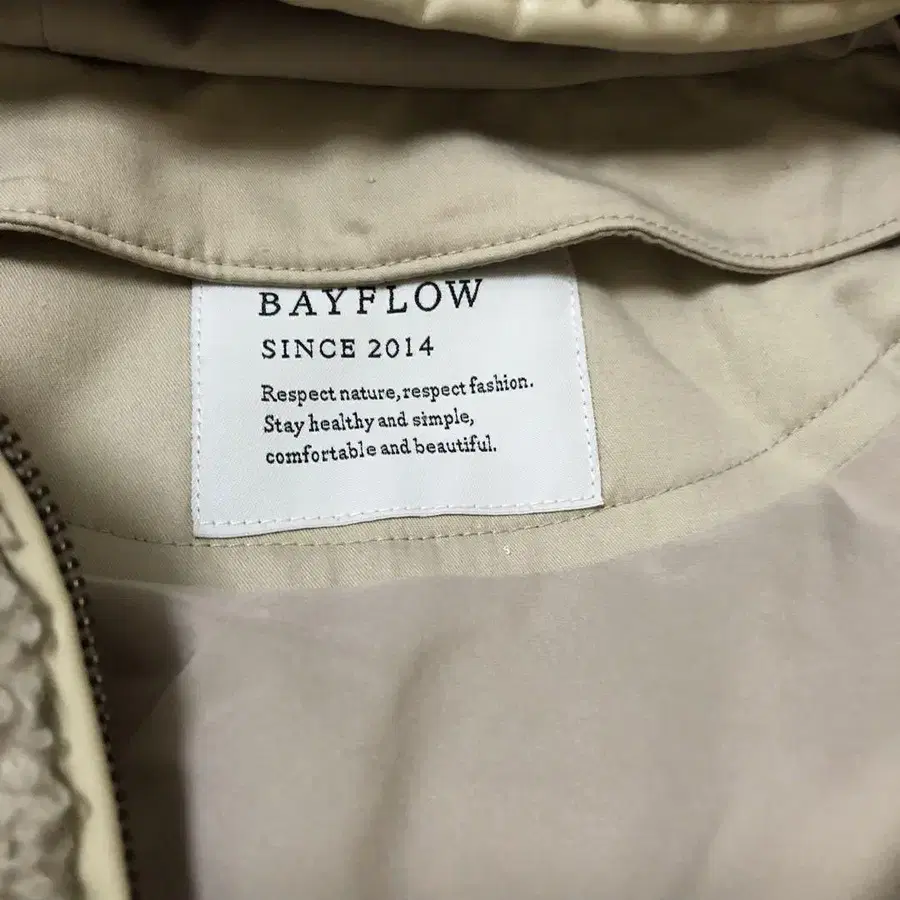 BAYFLOW
SINCE 2014
Respect nature,respect fashion.
Stay healthy and simple,
comfortable and beautiful.